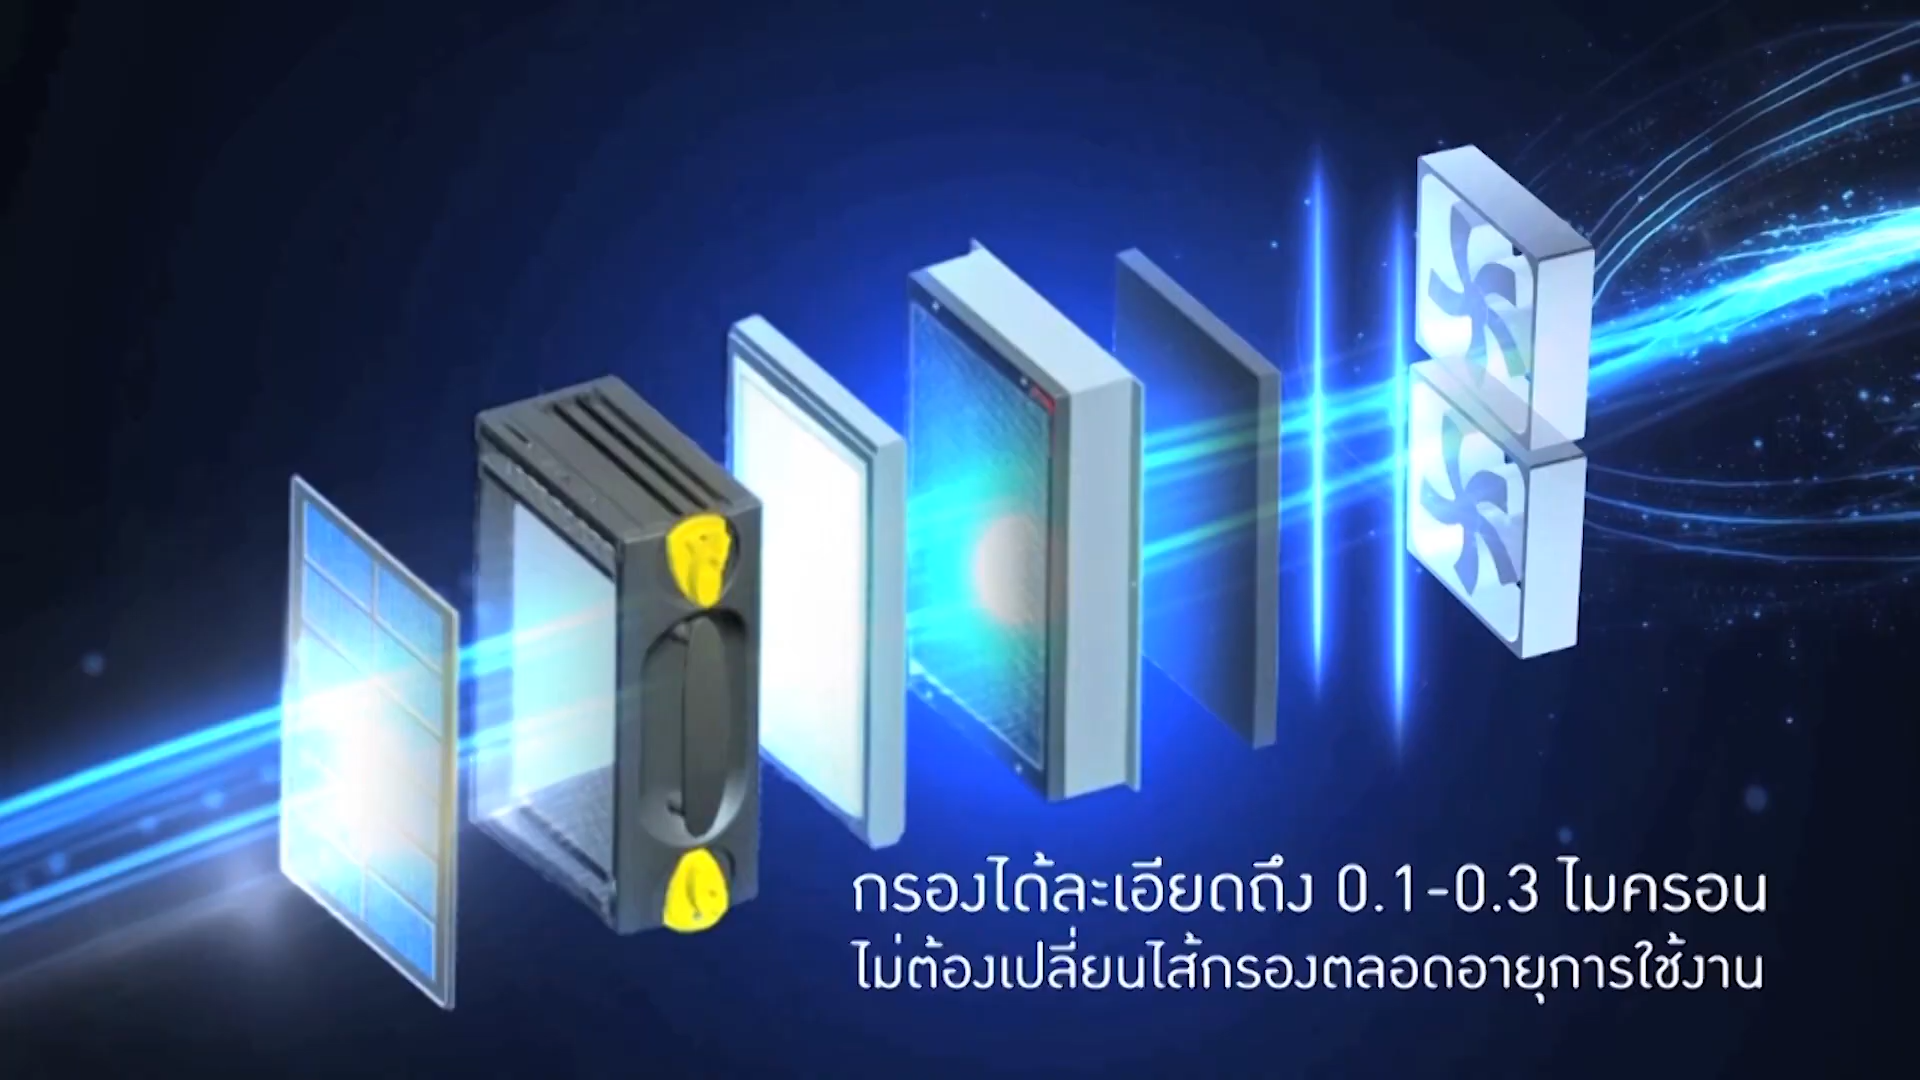 กรองได้ละเอียดถึง 0.1-0.3 ไมครอน
ไม่ต้องเปลี่ยนไส้กรองตลอดอายุการใช้งาน